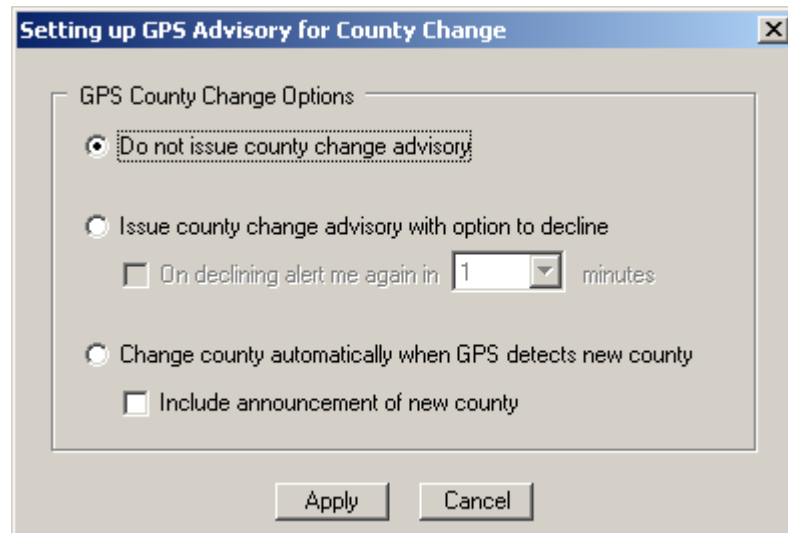 Setting up GPS Advisory for County Change
GPS County Change Options
Do not issue county change advisory
Issue county change advisory with option to decline
On declining alert me again in 1 minutes
Change county automatically when GPS detects new county
Include announcement of new county
Apply Cancel